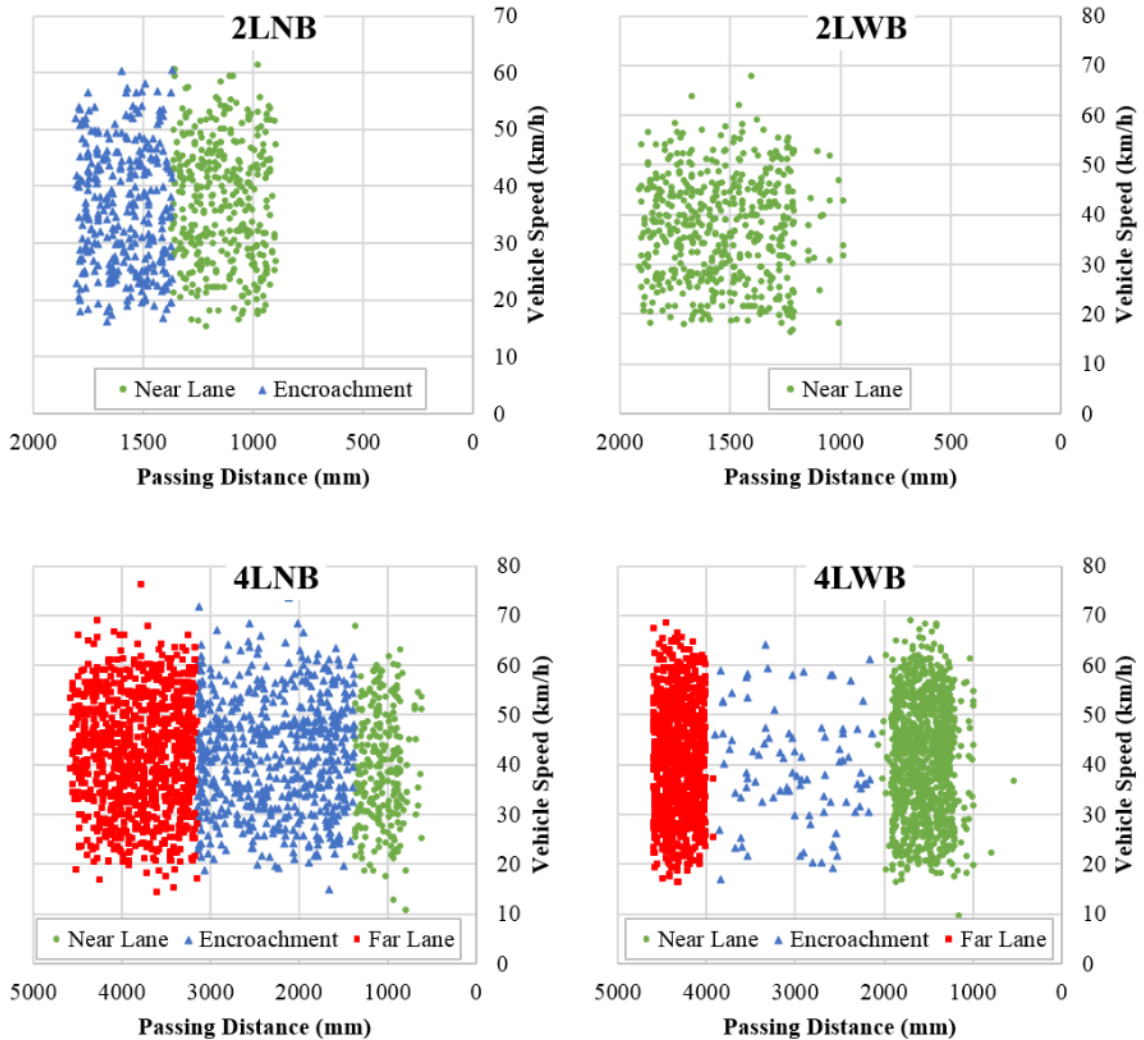 2LNB
70
60
50
40
30
20
10
0
Vehicle Speed (km/h)
Near Lane Encroachment
2000 1500 1000 500 0
Passing Distance (mm)
2LWB
80
70
60
50
40
30
20
10
0
Vehicle Speed (km/h)
Near Lane
2000 1500 1000 500 0
Passing Distance (mm)
4LNB
80
70
60
50
40
30
20
10
0
Vehicle Speed (km/h)
Near Lane Encroachment Far Lane
5000 4000 3000 2000 1000 0
Passing Distance (mm)
4LWB
80
70
60
50
40
30
20
10
0
Vehicle Speed (km/h)
Near Lane Encroachment Far Lane
5000 4000 3000 2000 1000 0
Passing Distance (mm)